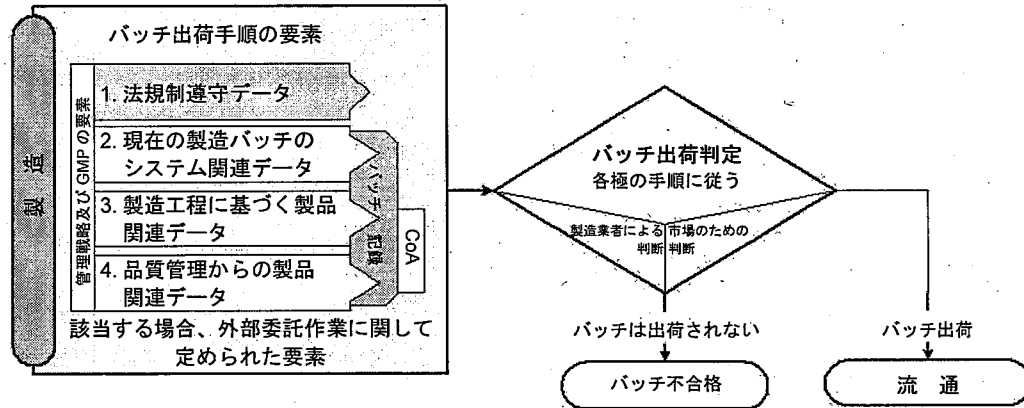 製造
バッチ出荷手順の要素
管理戦略及びGMPの要素
1. 法規制遵守データ
2. 現在の製造バッチの
システム関連データ
3. 製造工程に基づく製品
関連データ
4. 品質管理からの製品
関連データ
バッチ記録
CoA
該当する場合、外部委託作業に関して
定められた要素
バッチ出荷判定
各極の手順に従う
製造業者による
判断
市場のための
判断
バッチは出荷されない
バッチ不合格
バッチ出荷
流 通